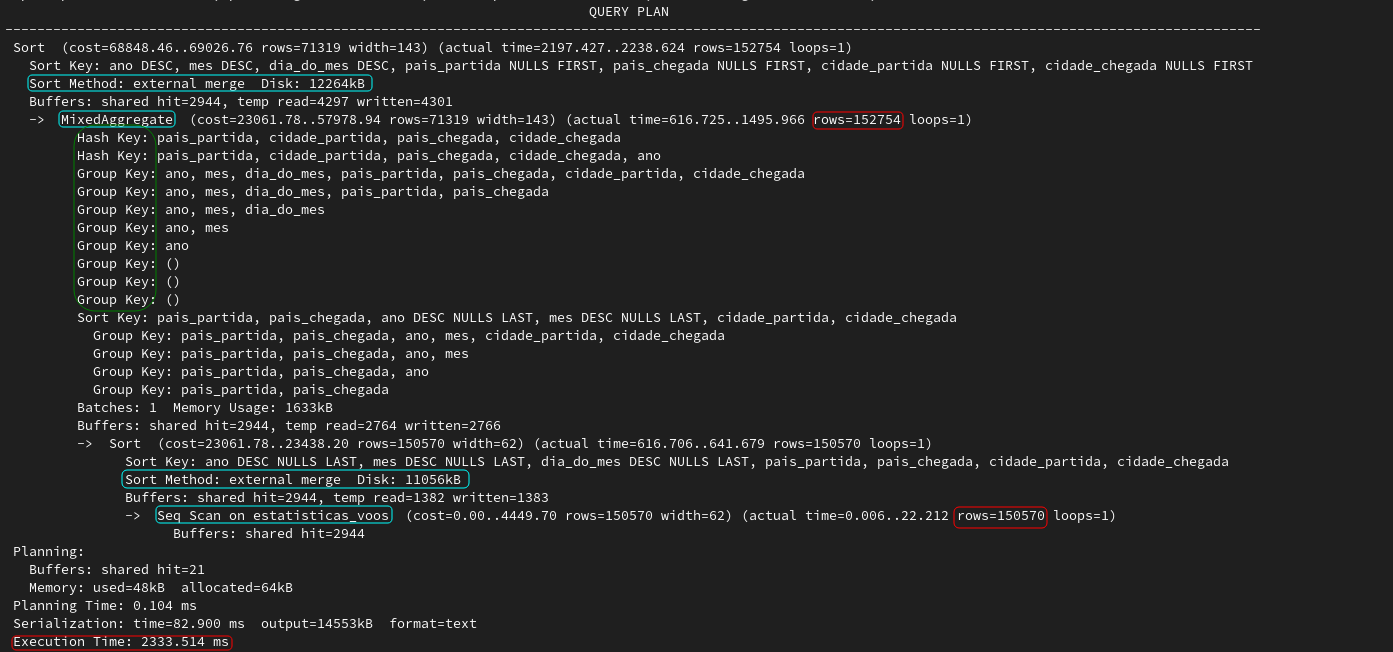 QUERY PLAN
--------------------------------------------------------------------------------------------------------------------------------------------------------------
Sort  (cost=68848.46..69026.76 rows=71319 width=143) (actual time=2197.427..2238.624 rows=152754 loops=1)
  Sort Key: ano DESC, mes DESC, dia_do_mes DESC, pais_partida NULLS FIRST, pais_chegada NULLS FIRST, cidade_partida NULLS FIRST, cidade_chegada NULLS FIRST
  Sort Method: external merge  Disk: 12264kB
  Buffers: shared hit=2944, temp read=4297 written=4301
  ->  MixedAggregate  (cost=23061.78..57978.94 rows=71319 width=143) (actual time=616.725..1495.966 rows=152754 loops=1)
        Hash Key: pais_partida, cidade_partida, pais_chegada, cidade_chegada
        Hash Key: pais_partida, cidade_partida, pais_chegada, cidade_chegada, ano
        Group Key: ano, mes, dia_do_mes, pais_partida, pais_chegada, cidade_partida, cidade_chegada
        Group Key: ano, mes, dia_do_mes, pais_partida, pais_chegada
        Group Key: ano, mes, dia_do_mes
        Group Key: ano, mes
        Group Key: ano
        Group Key: ()
        Group Key: ()
        Group Key: ()
        Sort Key: pais_partida, pais_chegada, ano DESC NULLS LAST, mes DESC NULLS LAST, cidade_partida, cidade_chegada
          Group Key: pais_partida, pais_chegada, ano, mes, cidade_partida, cidade_chegada
          Group Key: pais_partida, pais_chegada, ano, mes
          Group Key: pais_partida, pais_chegada, ano
          Group Key: pais_partida, pais_chegada
        Batches: 1  Memory Usage: 1633kB
        Buffers: shared hit=2944, temp read=2764 written=2766
        ->  Sort  (cost=23061.78..23438.20 rows=150570 width=62) (actual time=616.706..641.679 rows=150570 loops=1)
              Sort Key: ano DESC NULLS LAST, mes DESC NULLS LAST, dia_do_mes DESC NULLS LAST, pais_partida, pais_chegada, cidade_partida, cidade_chegada
              Sort Method: external merge  Disk: 11056kB
              Buffers: shared hit=2944, temp read=1382 written=1383
              ->  Seq Scan on estatisticas_voos  (cost=0.00..4449.70 rows=150570 width=62) (actual time=0.006..22.212 rows=150570 loops=1)
                    Buffers: shared hit=2944
Planning:
  Buffers: shared hit=21
  Memory: used=48kB  allocated=64kB
Planning Time: 0.104 ms
Serialization: time=82.900 ms  output=14553kB  format=text
Execution Time: 2333.514 ms